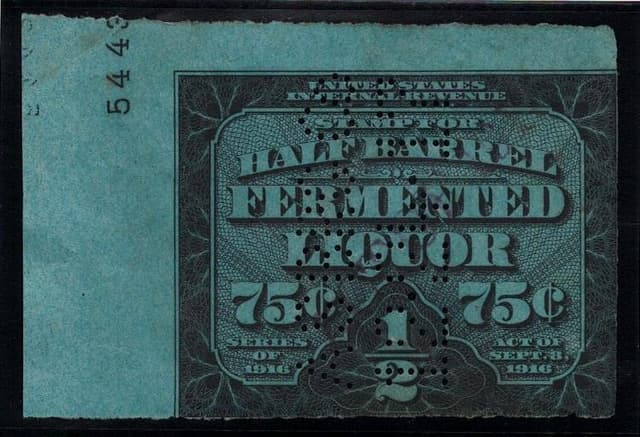 5443
UNITED STATES
INTERNAL REVENUE
STAMP FOR
HALF BARREL
FERMENTED
LIQUOR
75¢ 75¢
1/2
SERIES
OF
1916
ACT OF
SEPT. 8,
1916